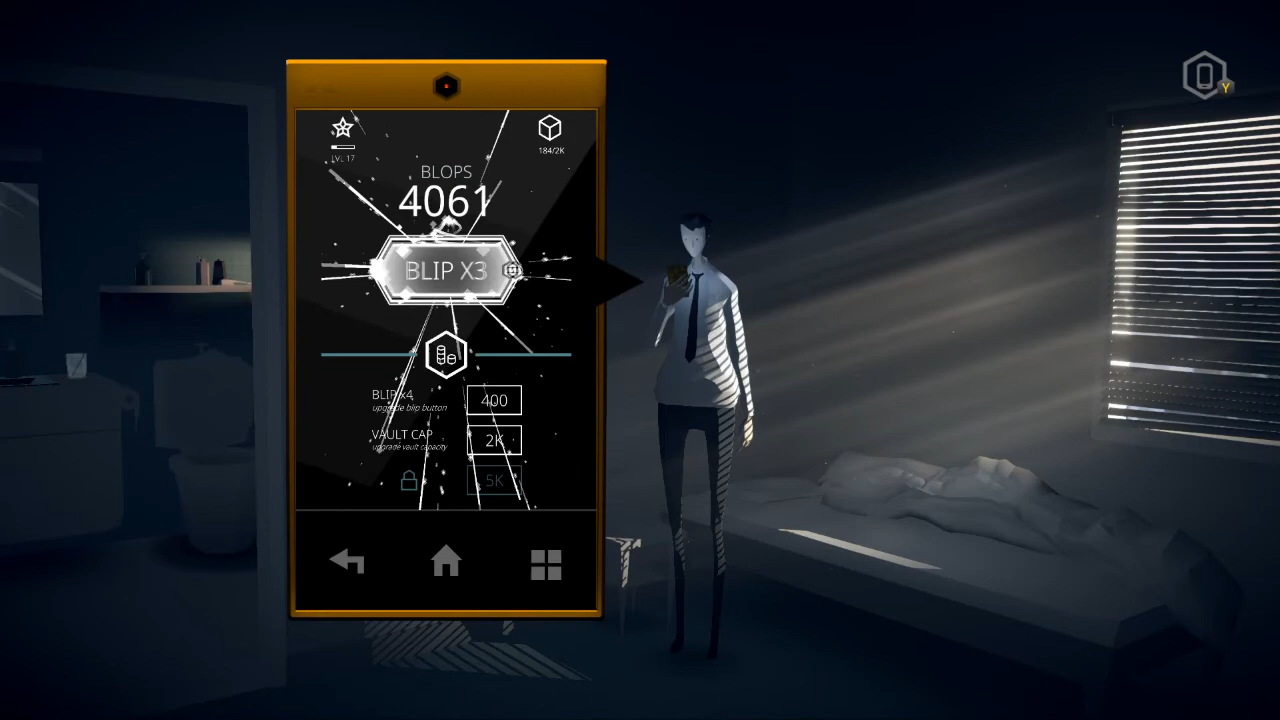 LVL 17
184/2K
BLOPS
4061
BLIP X3
BLIP x4
upgrade blip button
400
VAULT CAP
upgrade vault capacity
2K
5K
Y